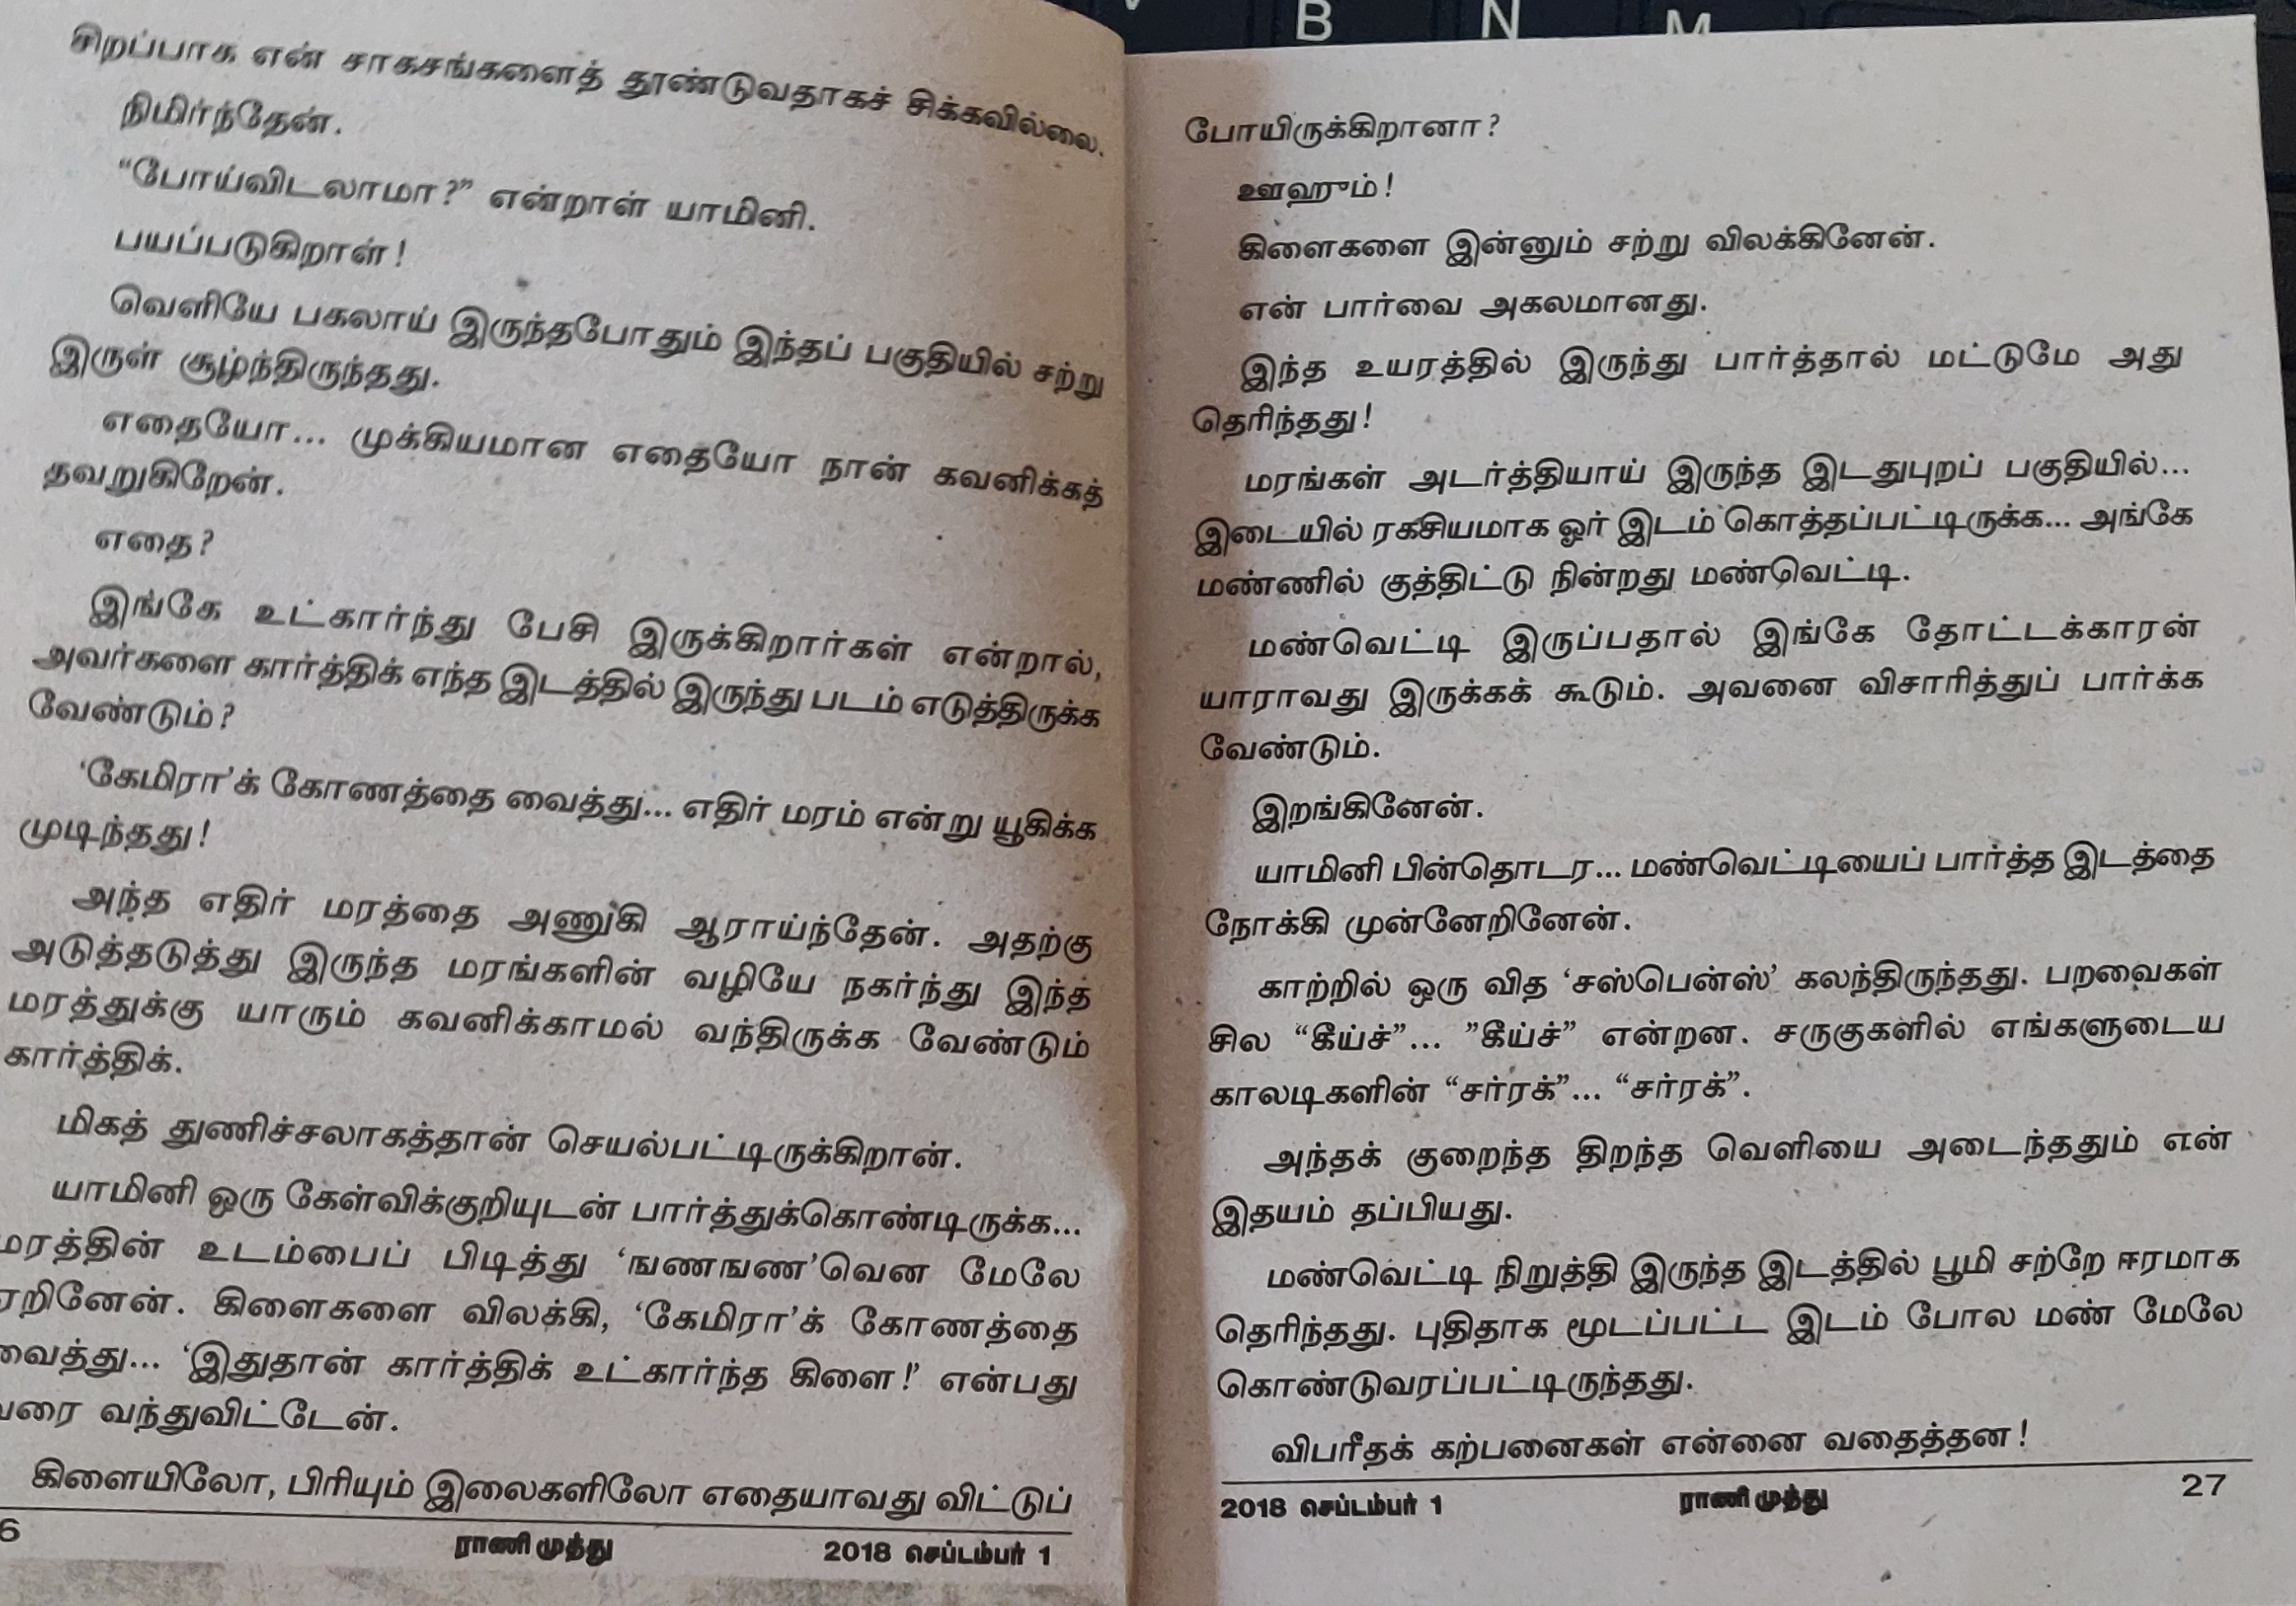 சிறப்பாக என் சாகசங்களைத் தூண்டுவதாகச் சிக்கவில்லை.
நிமிர்ந்தேன்.
“போய்விடலாமா?” என்றாள் யாமினி.
பயப்படுகிறாள்!
வெளியே பகலாய் இருந்தபோதும் இந்தப் பகுதியில் சற்று
இருள் சூழ்ந்திருந்தது.
எதையோ... முக்கியமான எதையோ நான் கவனிக்கத்
தவறுகிறேன்.
எதை?
இங்கே உட்கார்ந்து பேசி இருக்கிறார்கள் என்றால்,
அவர்களை கார்த்திக் எந்த இடத்தில் இருந்து படம் எடுத்திருக்க
வேண்டும்?
‘கேமிரா’க் கோணத்தை வைத்து... எதிர் மரம் என்று யூகிக்க
முடிந்தது!
அந்த எதிர் மரத்தை அணுகி ஆராய்ந்தேன். அதற்கு
அடுத்தடுத்து இருந்த மரங்களின் வழியே நகர்ந்து இந்த
மரத்துக்கு யாரும் கவனிக்காமல் வந்திருக்க வேண்டும்
கார்த்திக்.
மிகத் துணிச்சலாகத்தான் செயல்பட்டிருக்கிறான்.
யாமினி ஒரு கேள்விக்குறியுடன் பார்த்துக்கொண்டிருக்க...
மரத்தின் உடம்பைப் பிடித்து ‘ஙணஙண’வென மேலே
ஏறினேன். கிளைகளை விலக்கி, ‘கேமிரா’க் கோணத்தை
வைத்து... ‘இதுதான் கார்த்திக் உட்கார்ந்த கிளை!’ என்பது
வரை வந்துவிட்டேன்.
கிளையிலோ, பிரியும் இலைகளிலோ எதையாவது விட்டுப்
6 ராணி முத்து 2018 செப்டம்பர் 1
B N M
போயிருக்கிறானா?
ஊஹும்!
கிளைகளை இன்னும் சற்று விலக்கினேன்.
என் பார்வை அகலமானது.
இந்த உயரத்தில் இருந்து பார்த்தால் மட்டுமே அது
தெரிந்தது!
மரங்கள் அடர்த்தியாய் இருந்த இடதுபுறப் பகுதியில்...
இடையில் ரகசியமாக ஓர் இடம் கொத்தப்பட்டிருக்க... அங்கே
மண்ணில் குத்திட்டு நின்றது மண்வெட்டி.
மண்வெட்டி இருப்பதால் இங்கே தோட்டக்காரன்
யாராவது இருக்கக் கூடும். அவனை விசாரித்துப் பார்க்க
வேண்டும்.
இறங்கினேன்.
யாமினி பின்தொடர... மண்வெட்டியைப் பார்த்த இடத்தை
நோக்கி முன்னேறினேன்.
காற்றில் ஒரு வித ‘சஸ்பென்ஸ்’ கலந்திருந்தது. பறவைகள்
சில “கீய்ச்”... ”கீய்ச்” என்றன. சருகுகளில் எங்களுடைய
காலடிகளின் “சர்ரக்”... “சர்ரக்”.
அந்தக் குறைந்த திறந்த வெளியை அடைந்ததும் என்
இதயம் தப்பியது.
மண்வெட்டி நிறுத்தி இருந்த இடத்தில் பூமி சற்றே ஈரமாக
தெரிந்தது. புதிதாக மூடப்பட்ட இடம் போல மண் மேலே
கொண்டுவரப்பட்டிருந்தது.
விபரீதக் கற்பனைகள் என்னை வதைத்தன!
2018 செப்டம்பர் 1 ராணி முத்து 27